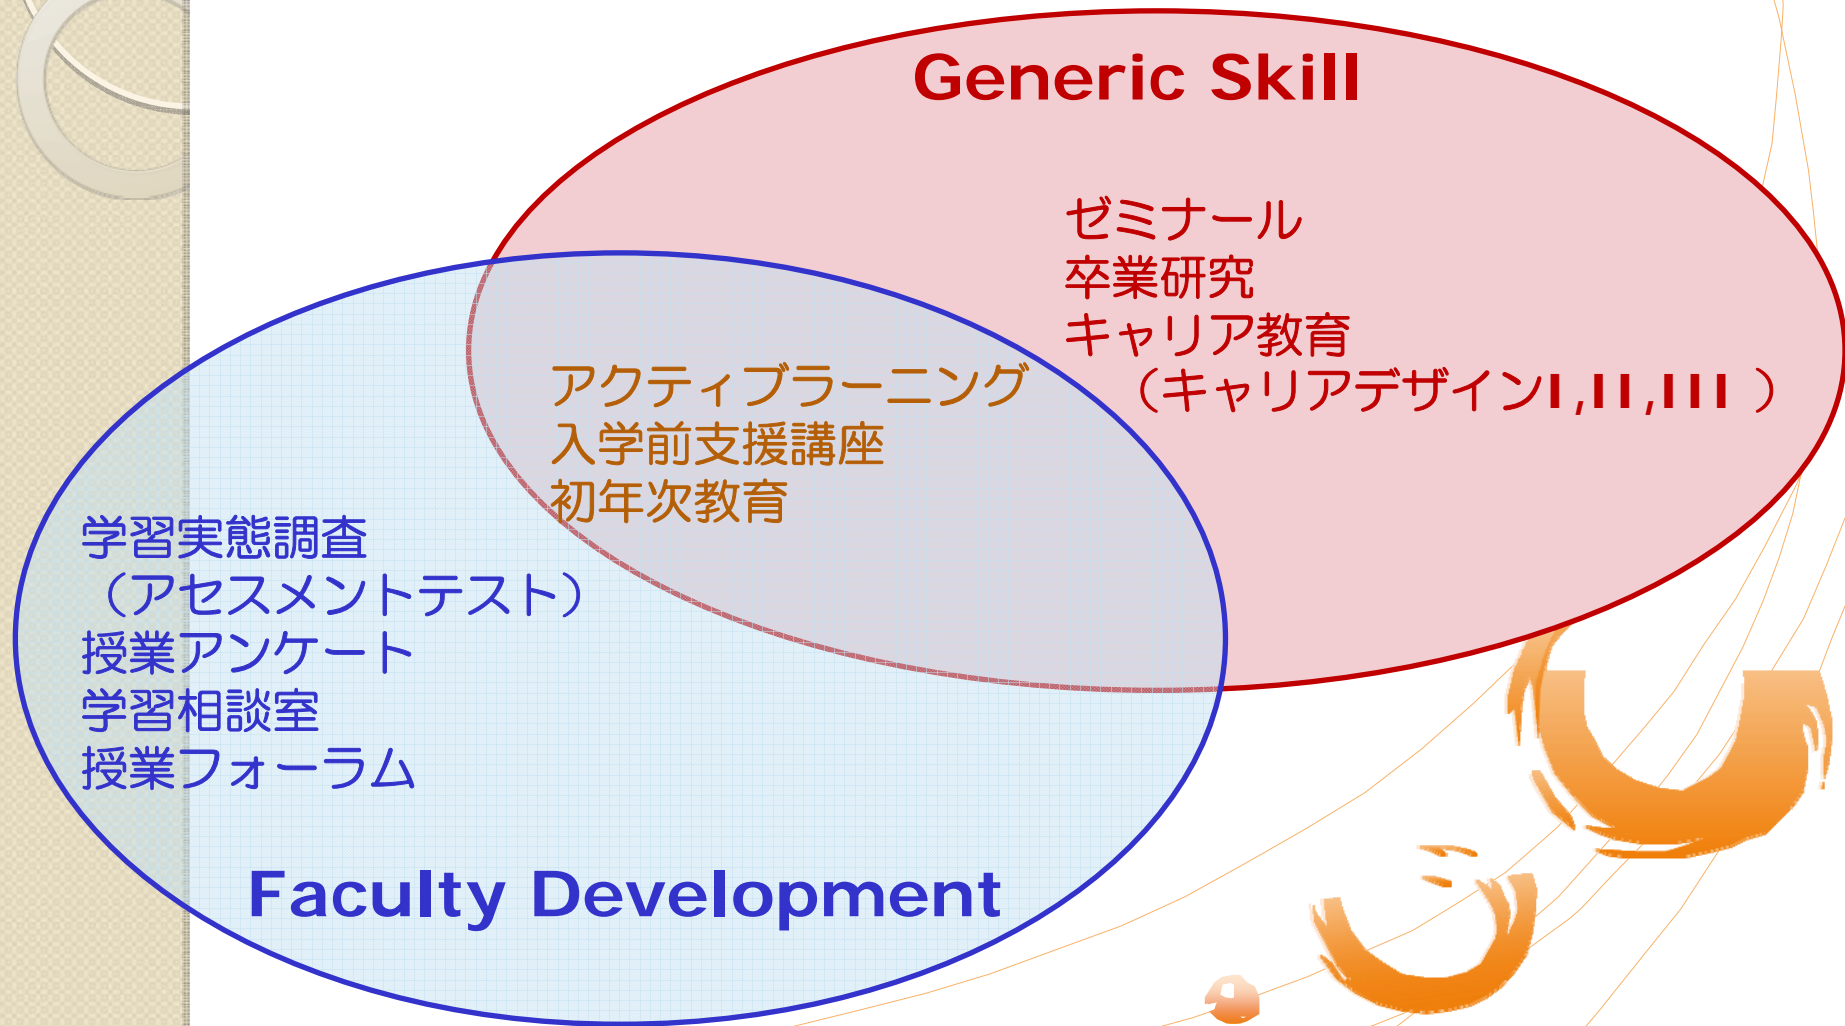 Generic Skill
ゼミナール
卒業研究
キャリア教育
（キャリアデザインI,II,III ）
アクティブラーニング
入学前支援講座
初年次教育
学習実態調査
（アセスメントテスト）
授業アンケート
学習相談室
授業フォーラム
Faculty Development